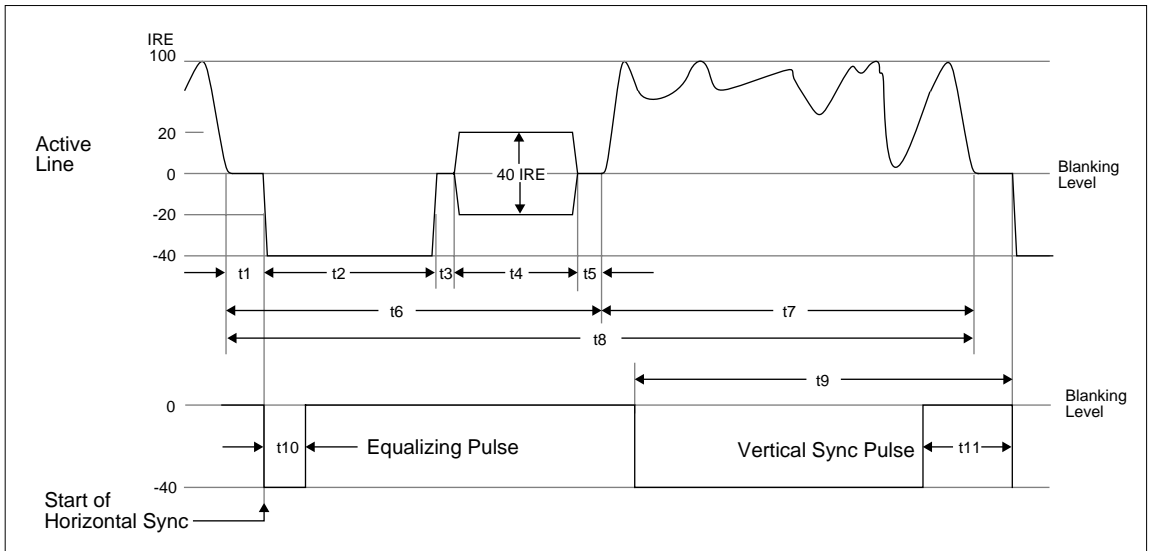 IRE
100
Active
Line
20
0
-20
-40
40 IRE
Blanking
Level
t1
t2
t3
t4
t5
t6
t7
t8
t9
0
Blanking
Level
t10
Equalizing Pulse
Vertical Sync Pulse
t11
-40
Start of
Horizontal Sync